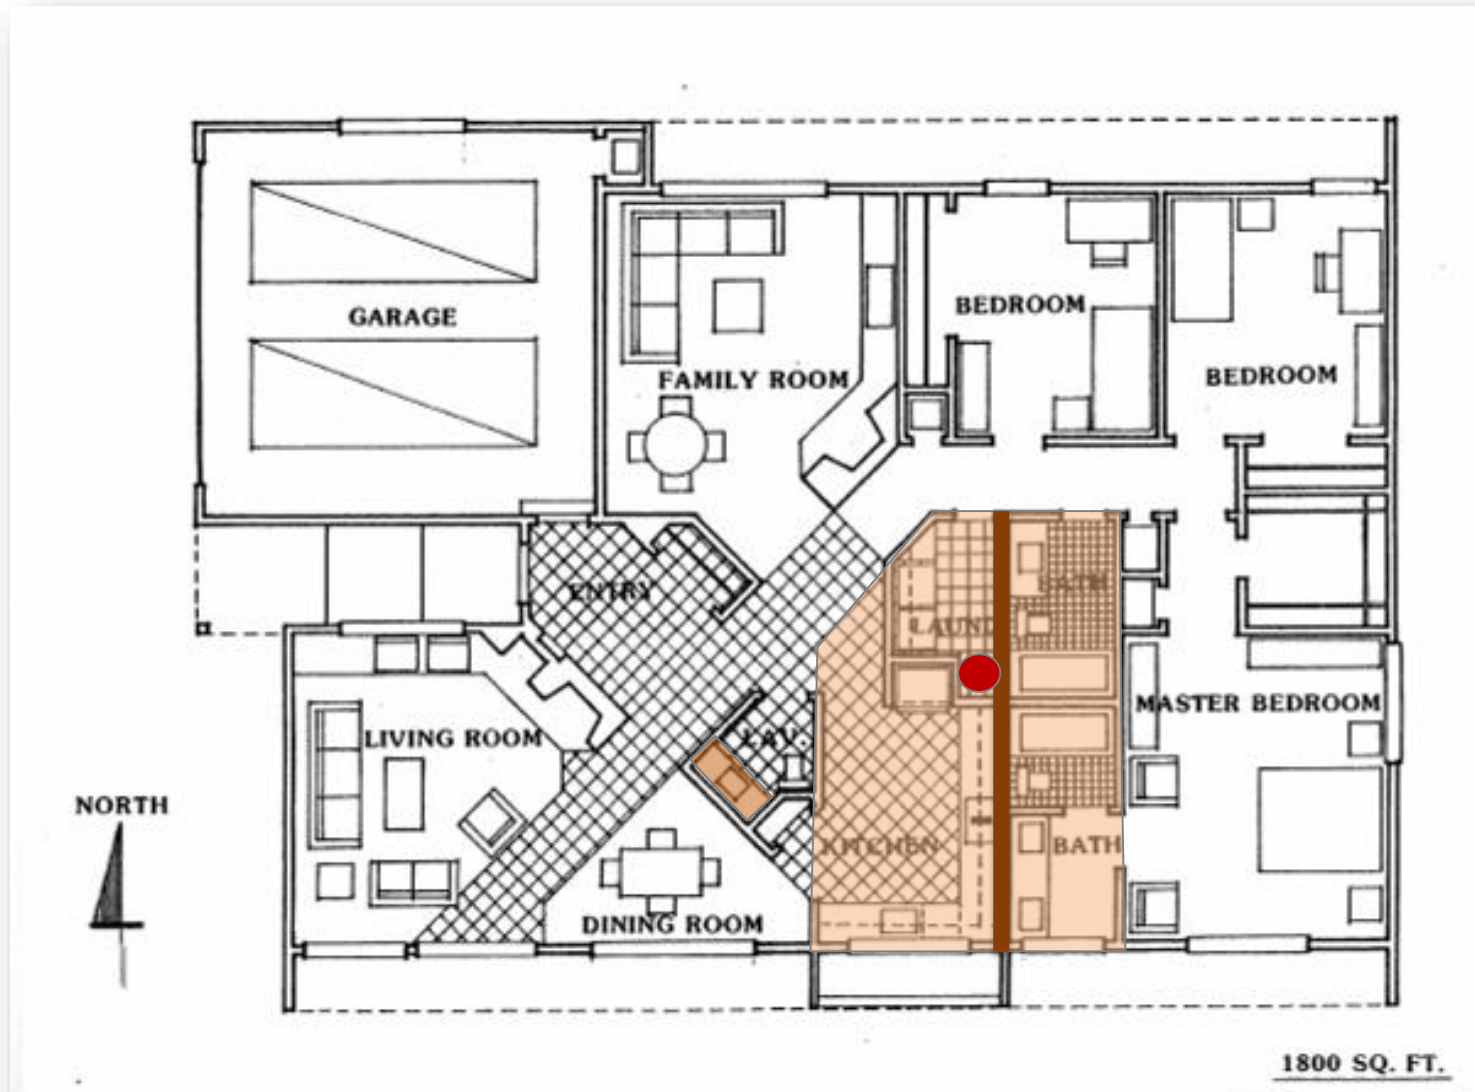 GARAGE
BEDROOM
BEDROOM
FAMILY ROOM
ENTRY
BATH
LAUND
MASTER BEDROOM
LIVING ROOM
LAV.
NORTH
KITCHEN
BATH
DINING ROOM
1800 SQ. FT.